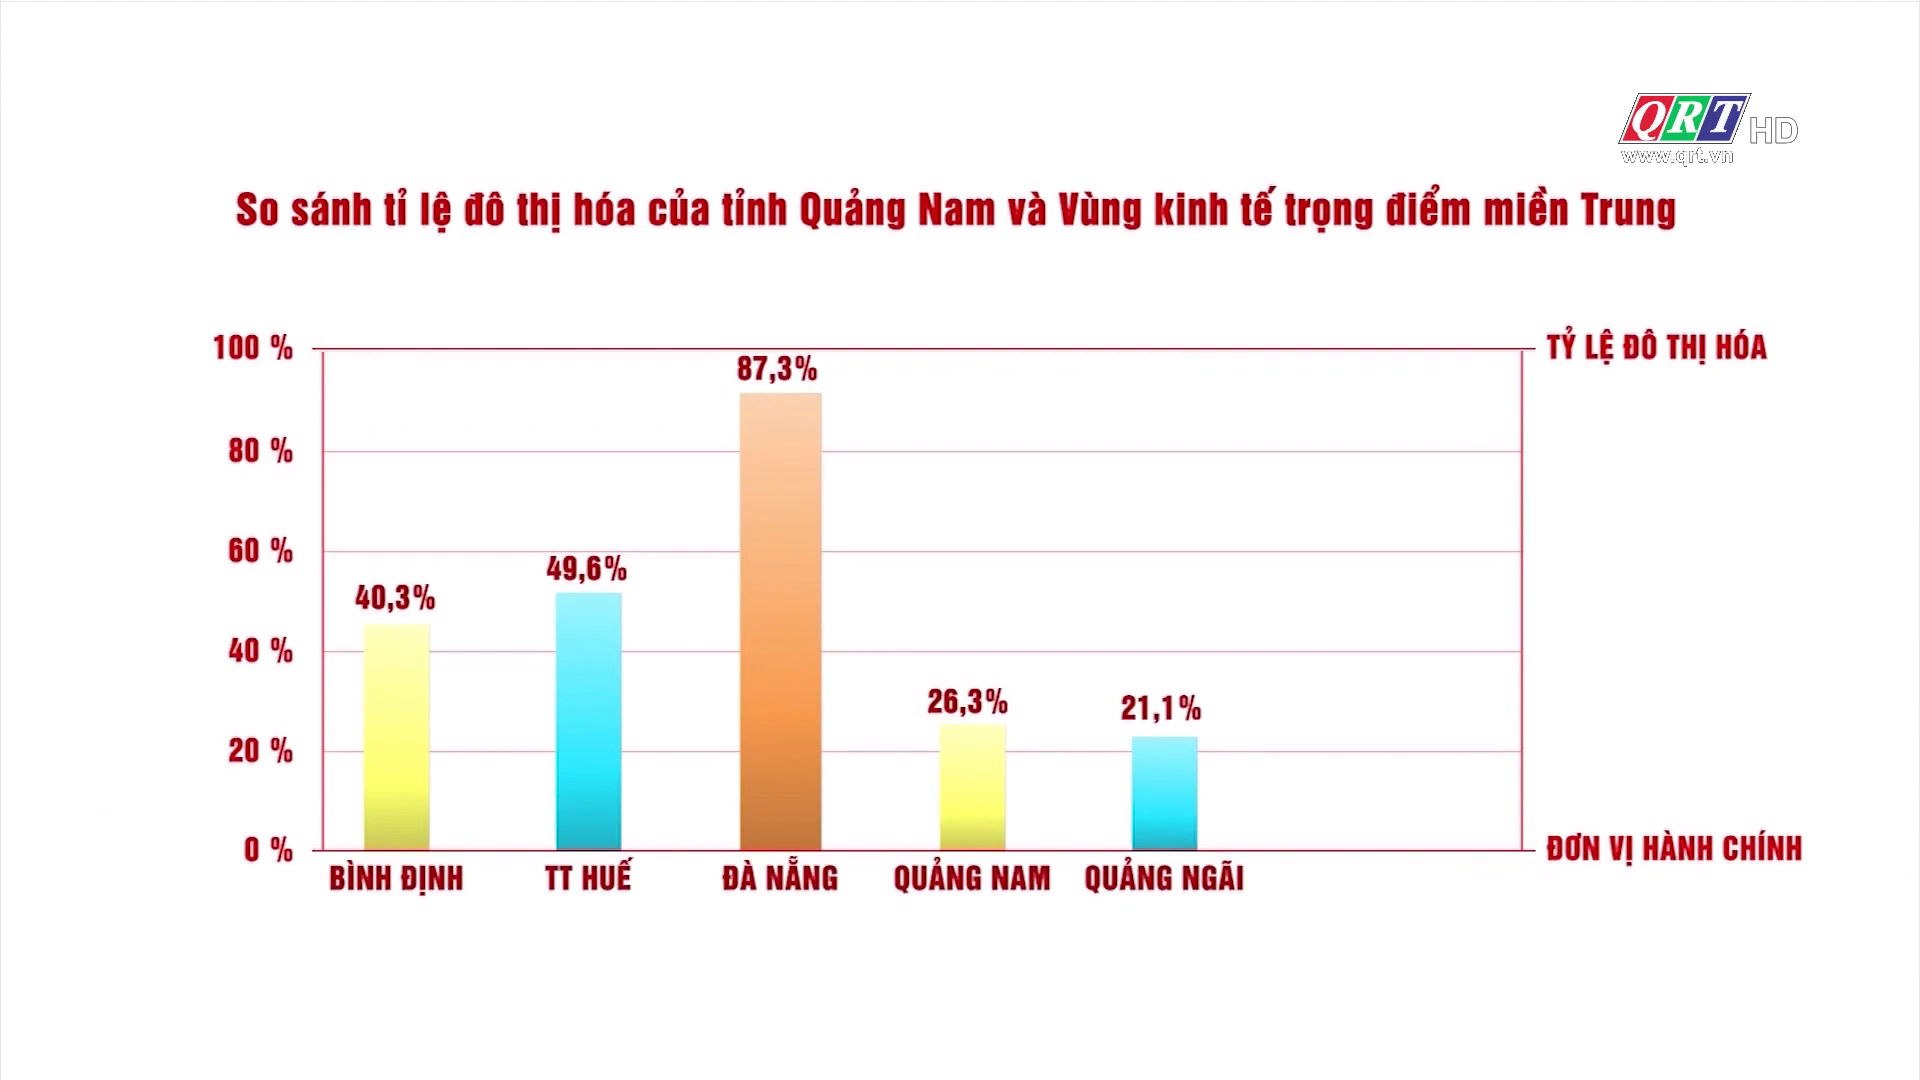 QRT HD
www.qrt.vn
So sánh tỉ lệ đô thị hóa của tỉnh Quảng Nam và Vùng kinh tế trọng điểm miền Trung
100 %
TỶ LỆ ĐÔ THỊ HÓA
87,3%
80 %
60 %
49,6%
40,3%
40 %
26,3%
21,1%
20 %
0 %
ĐƠN VỊ HÀNH CHÍNH
BÌNH ĐỊNH
TT HUẾ
ĐÀ NẴNG
QUẢNG NAM
QUẢNG NGÃI